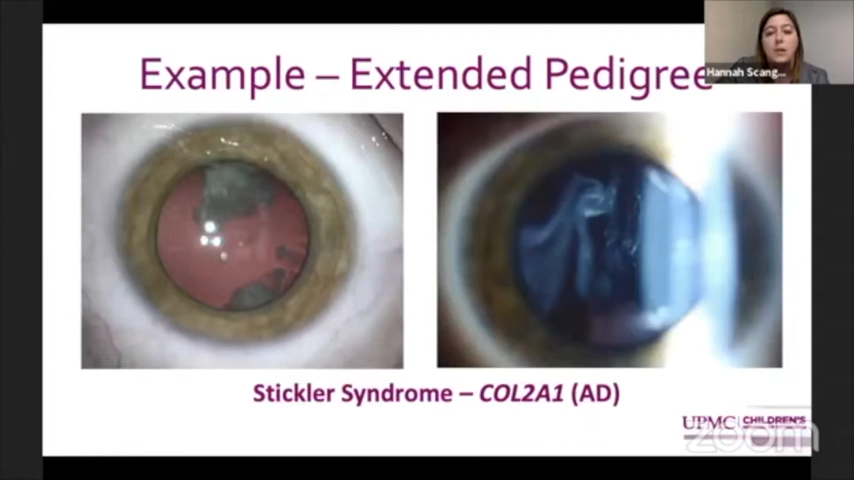 Example – Extended Pedigree
Hannah Scang...
Stickler Syndrome – COL2A1 (AD)
UPMC | CHILDREN'S
zoom